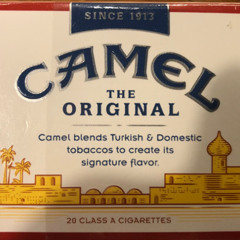 SINCE 1913
CAMEL
THE
ORIGINAL
Camel blends Turkish & Domestic
tobaccos to create its
signature flavor.
20 CLASS A CIGARETTES